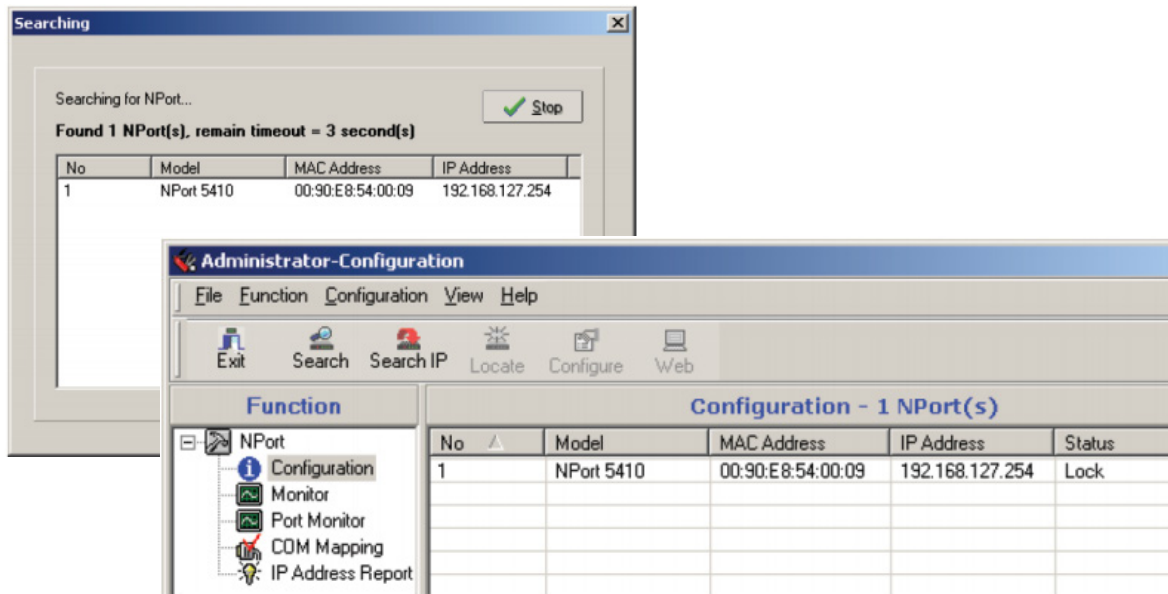 Searching
Searching for NPort...
Stop
Found 1 NPort(s), remain timeout = 3 second(s)
No Model MAC Address IP Address
1 NPort 5410 00:90:E8:54:00:09 192.168.127.254
Administrator-Configuration
File Function Configuration View Help
Exit Search Search IP Locate Configure Web
Function
NPort
Configuration
Monitor
Port Monitor
COM Mapping
IP Address Report
Configuration - 1 NPort(s)
No Model MAC Address IP Address Status
1 NPort 5410 00:90:E8:54:00:09 192.168.127.254 Lock